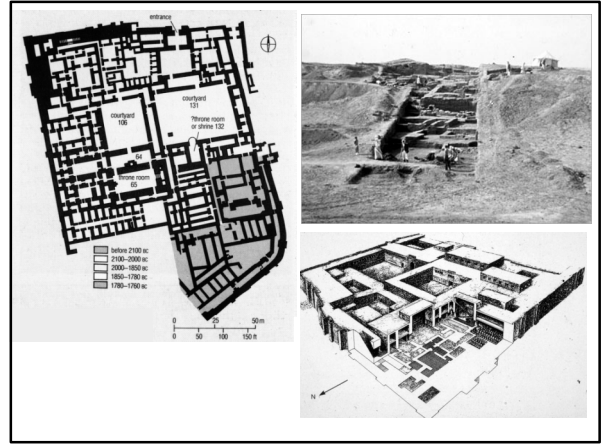 entrance
courtyard
131
courtyard
106
?throne room
or shrine 132
64
throne room
65
before 2100 BC
2100–2000 BC
2000–1850 BC
1850–1780 BC
1780–1760 BC
0 25 50 m
0 50 100 150 ft
N